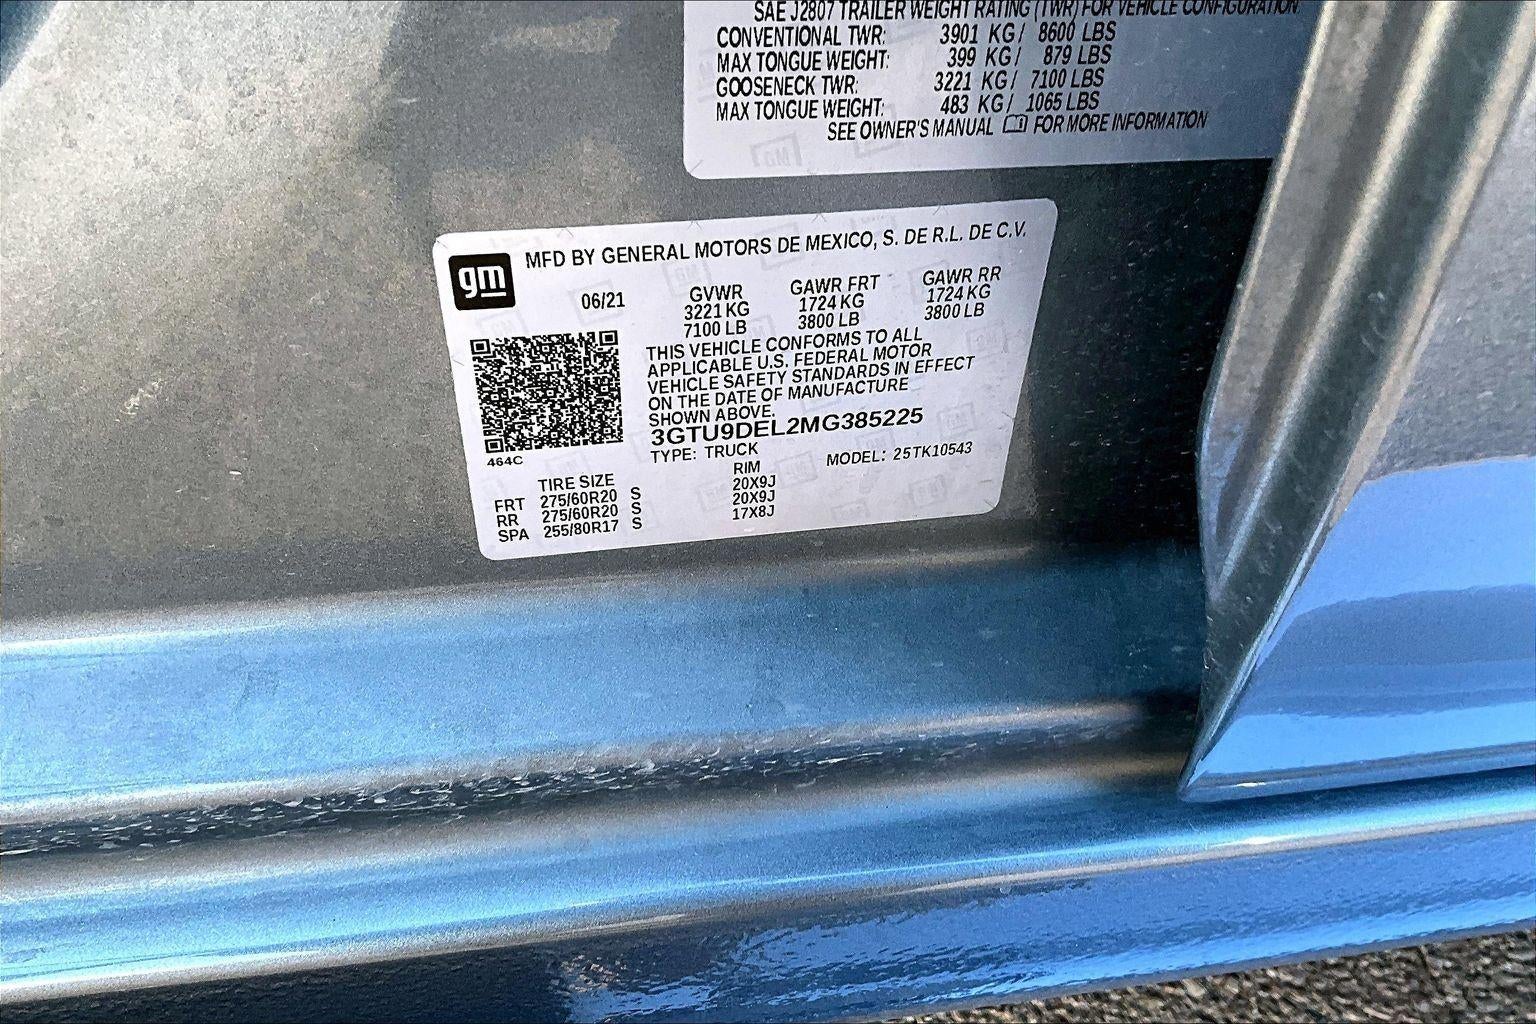 SAE J2807 TRAILER WEIGHT RATING (TWR) FOR VEHICLE CONFIGURATION.
CONVENTIONAL TWR: 3901 KG/ 8600 LBS
MAX TONGUE WEIGHT: 399 KG/ 879 LBS
GOOSENECK TWR: 3221 KG/ 7100 LBS
MAX TONGUE WEIGHT: 483 KG/ 1065 LBS
SEE OWNER'S MANUAL FOR MORE INFORMATION
gm
MFD BY GENERAL MOTORS DE MEXICO, S. DE R.L. DE C.V.
06/21 GVWR GAWR FRT GAWR RR
3221 KG 1724 KG 1724 KG
7100 LB 3800 LB 3800 LB
THIS VEHICLE CONFORMS TO ALL
APPLICABLE U.S. FEDERAL MOTOR
VEHICLE SAFETY STANDARDS IN EFFECT
ON THE DATE OF MANUFACTURE
SHOWN ABOVE.
3GTU9DEL2MG385225
464C
TYPE: TRUCK MODEL: 25TK10543
TIRE SIZE RIM
FRT 275/60R20 S 20X9J
RR 275/60R20 S 20X9J
SPA 255/80R17 S 17X8J